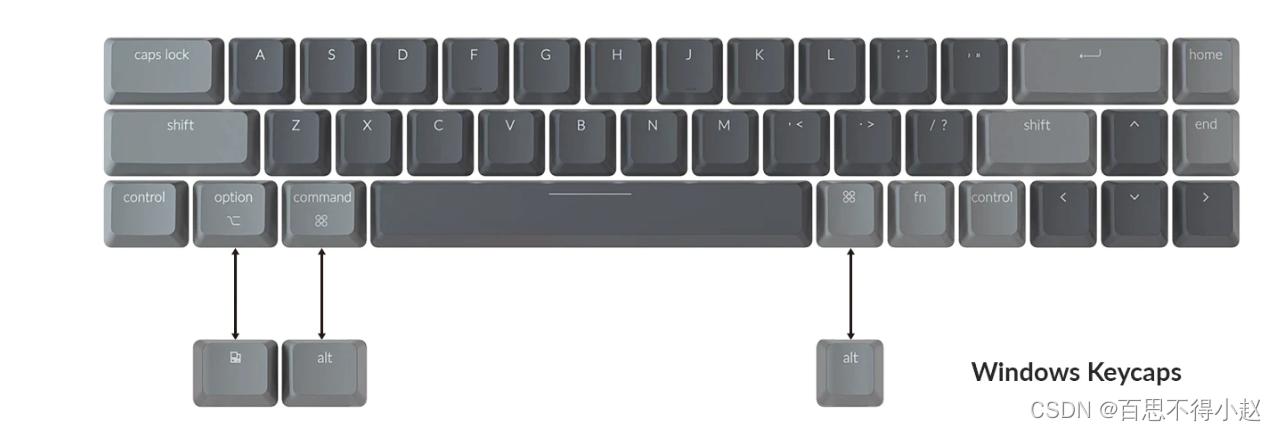 caps lock A S D F G H J K L ; : ' " home
shift Z X C V B N M ' < · > / ? shift ^ end
control option command ⌘ fn control < ⌄ >
⌥ ⌘
alt alt
Windows Keycaps
CSDN @百思不得小赵